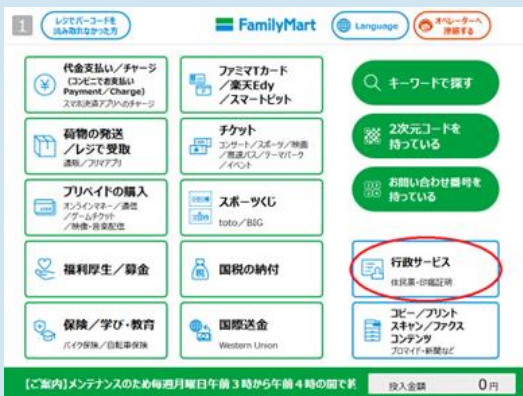 1
レジでバーコードを
読み取れなかった方
FamilyMart
Language
オペレーターへ
連絡する
代金支払い/チャージ
(コンビニでお支払い
Payment/Charge)
スマホ決済アプリへのチャージ
ファミマTカード
/楽天Edy
/スマートピット
キーワードで探す
荷物の発送
/レジで受取
通販/フリマアプリ
チケット
コンサート/スポーツ/映画
/高速バス/テーマパーク
/イベント
2次元コードを
持っている
プリペイドの購入
オンラインマネー/通信
/ゲームチケット
/映像・音楽配信
スポーツくじ
toto/BIG
お問い合わせ番号を
持っている
福利厚生/募金
国税の納付
行政サービス
住民票・印鑑証明
保険/学び・教育
バイク保険/自転車保険
国際送金
Western Union
コピー/プリント
スキャン/ファクス
コンテンツ
ブロマイド・新聞など
【ご案内】メンテナンスのため毎週月曜日午前3時から午前4時の間で
投入金額 0円